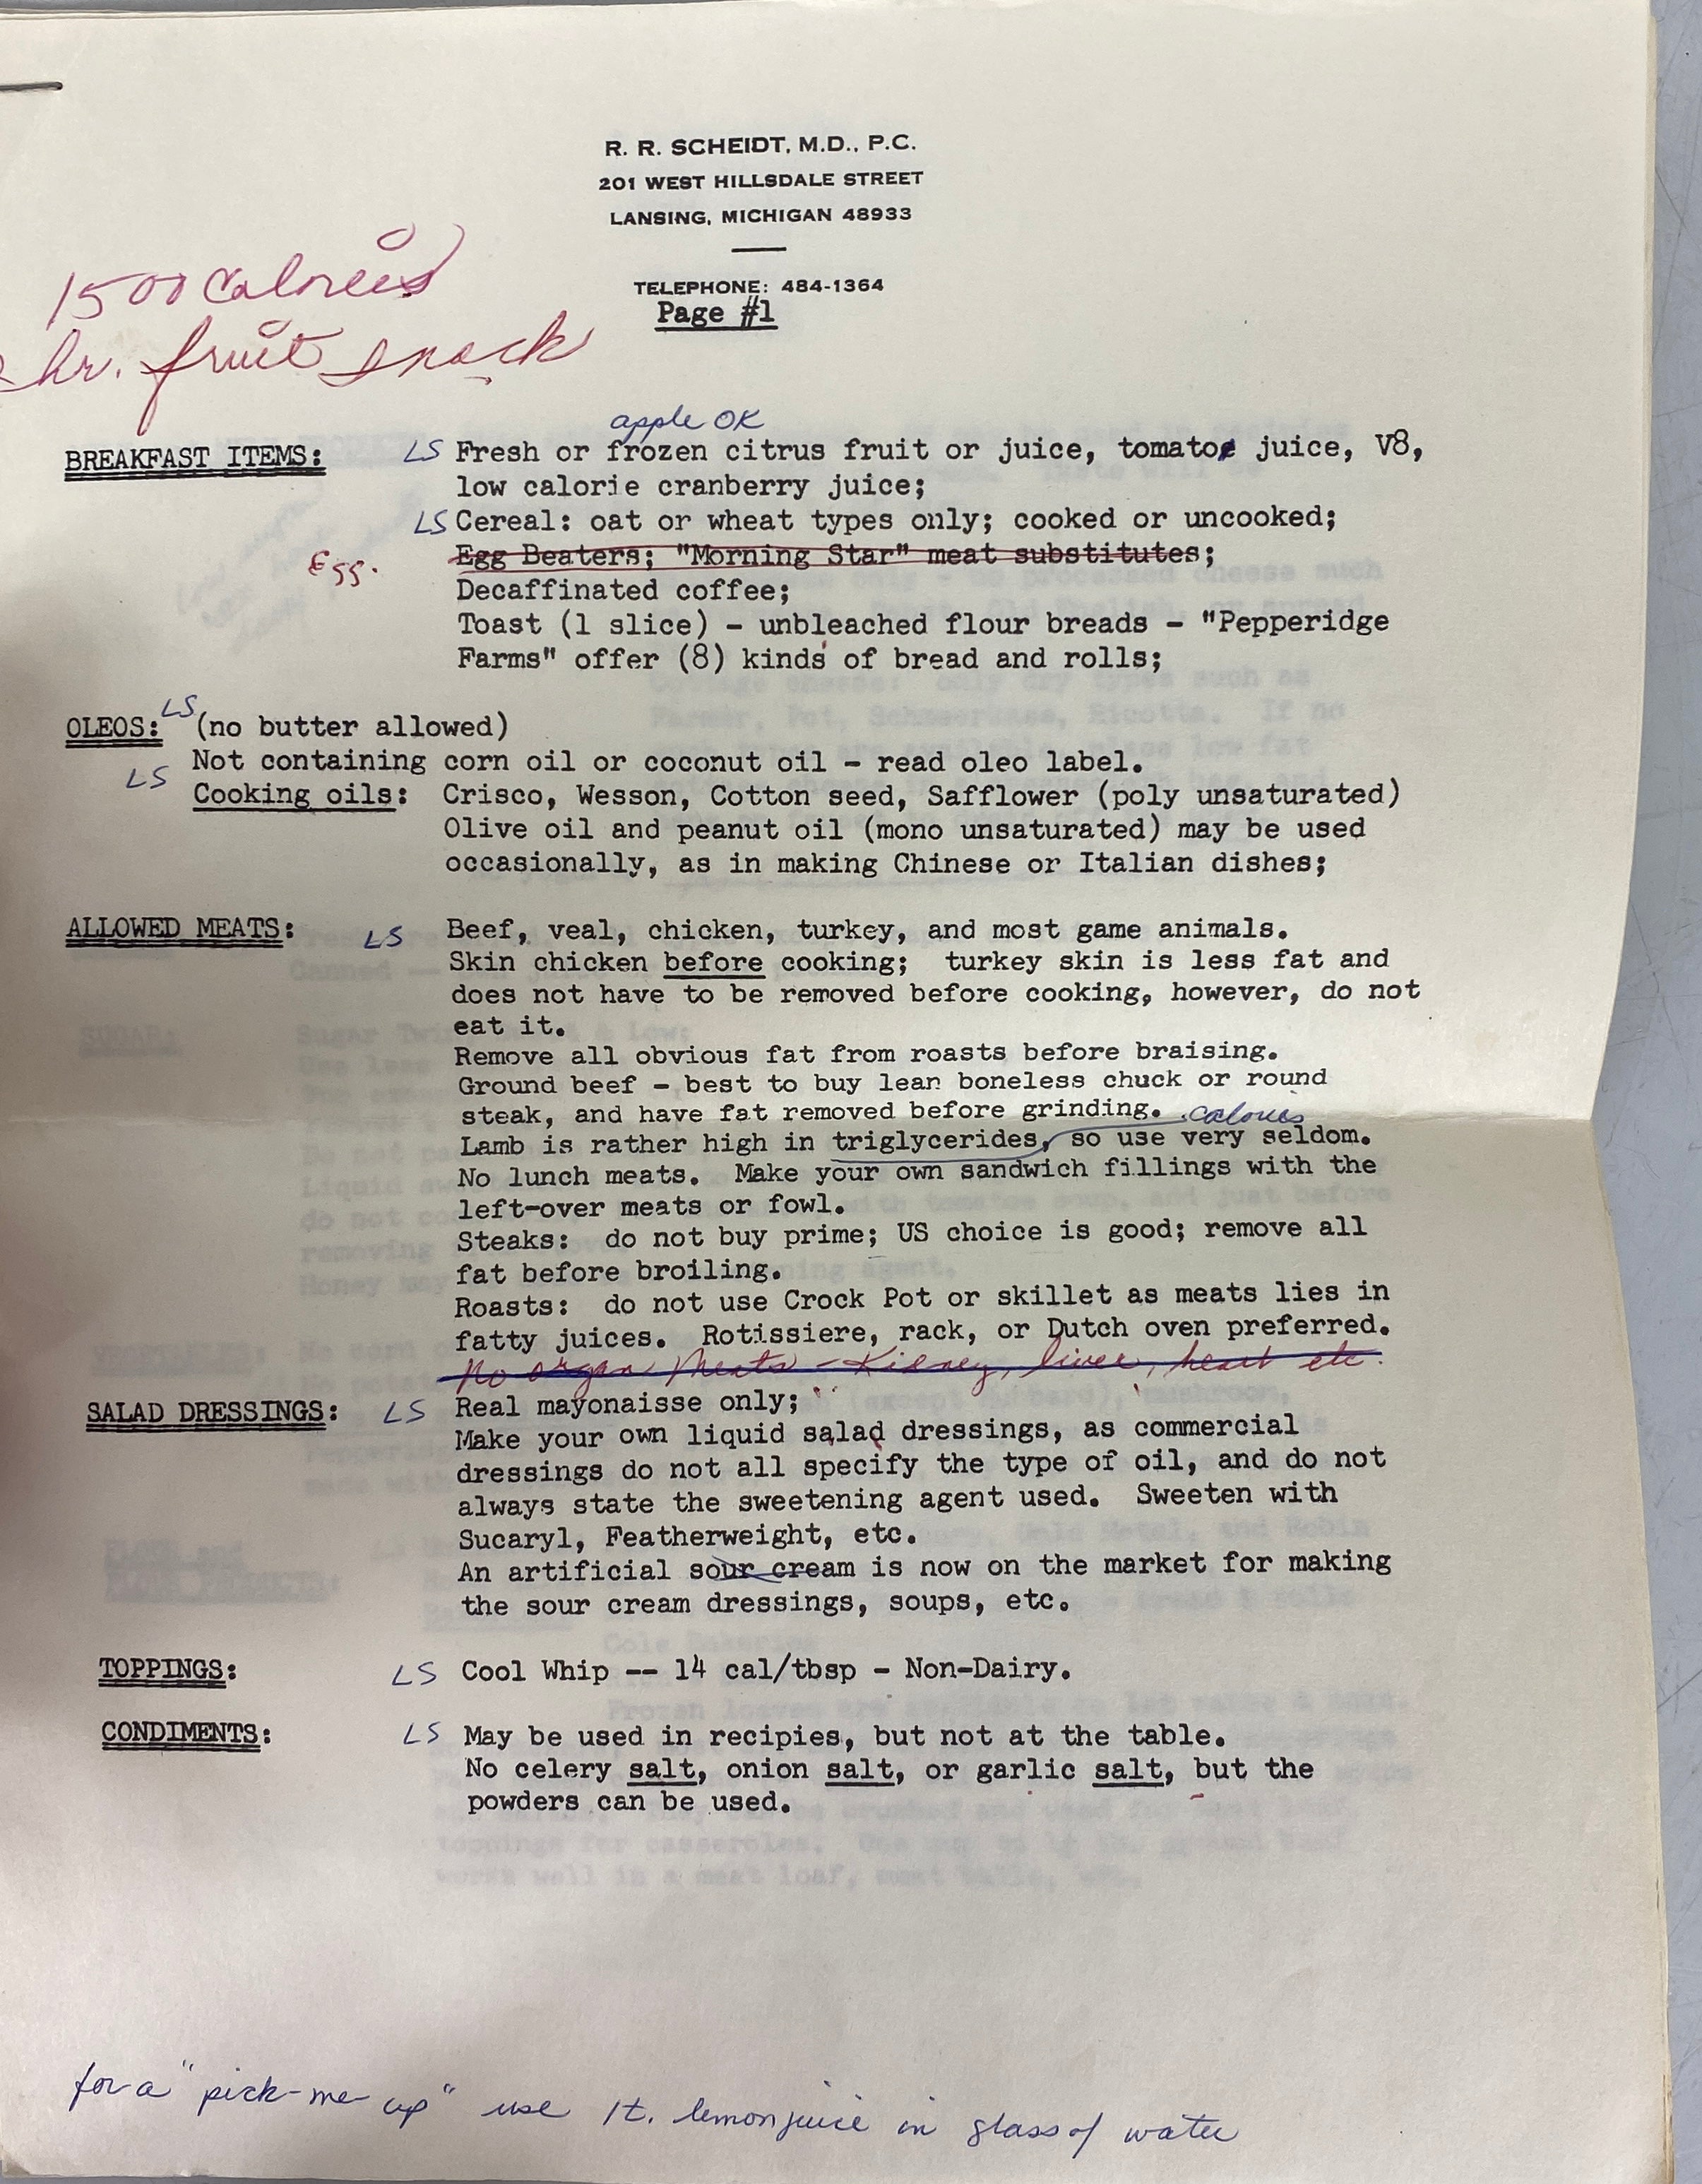 R. R. SCHEIDT, M.D., P.C.
201 WEST HILLSDALE STREET
LANSING, MICHIGAN 48933
TELEPHONE: 484-1364
Page #1
1500 Calories
hr. fruit snack
apple OK
BREAKFAST ITEMS: LS Fresh or frozen citrus fruit or juice, tomatoe juice, V8,
low calorie cranberry juice;
LS Cereal: oat or wheat types only; cooked or uncooked;
Egg. Egg Beaters; "Morning Star" meat substitutes;
Decaffinated coffee;
Toast (1 slice) - unbleached flour breads - "Pepperidge
Farms" offer (8) kinds of bread and rolls;
OLEOS: LS (no butter allowed)
Not containing corn oil or coconut oil - read oleo label.
LS Cooking oils: Crisco, Wesson, Cotton seed, Safflower (poly unsaturated)
Olive oil and peanut oil (mono unsaturated) may be used
occasionally, as in making Chinese or Italian dishes;
ALLOWED MEATS: LS Beef, veal, chicken, turkey, and most game animals.
Skin chicken before cooking; turkey skin is less fat and
does not have to be removed before cooking, however, do not
eat it.
Remove all obvious fat from roasts before braising.
Ground beef - best to buy lean boneless chuck or round
steak, and have fat removed before grinding. calories
Lamb is rather high in triglycerides, so use very seldom.
No lunch meats. Make your own sandwich fillings with the
left-over meats or fowl.
Steaks: do not buy prime; US choice is good; remove all
fat before broiling.
Roasts: do not use Crock Pot or skillet as meats lies in
fatty juices. Rotissiere, rack, or Dutch oven preferred.
No organ meats - Kidney, liver, heart etc.
SALAD DRESSINGS: LS Real mayonaisse only;
Make your own liquid salad dressings, as commercial
dressings do not all specify the type of oil, and do not
always state the sweetening agent used. Sweeten with
Sucaryl, Featherweight, etc.
An artificial sour cream is now on the market for making
the sour cream dressings, soups, etc.
TOPPINGS: LS Cool Whip -- 14 cal/tbsp - Non-Dairy.
CONDIMENTS: LS May be used in recipies, but not at the table.
No celery salt, onion salt, or garlic salt, but the
powders can be used.
for a "pick-me-up" use 1t. lemon juice in glass of water